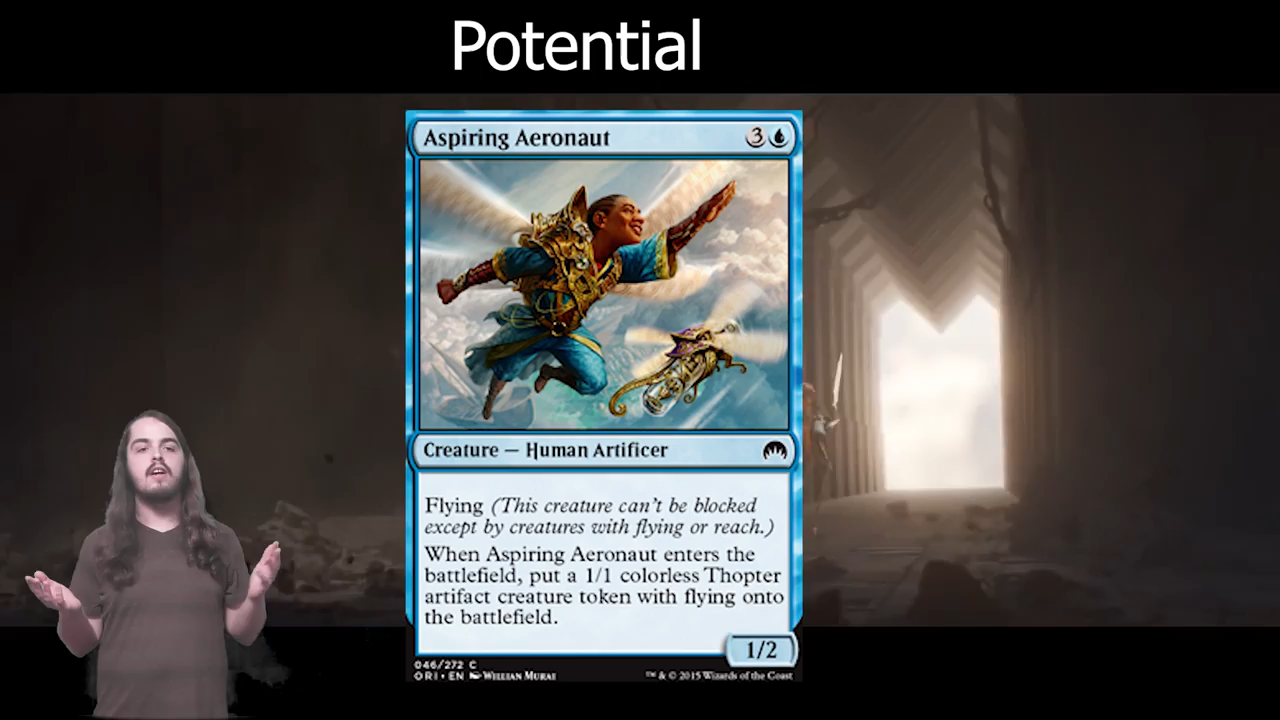 Potential
Aspiring Aeronaut 3
Creature — Human Artificer
Flying (This creature can't be blocked
except by creatures with flying or reach.)
When Aspiring Aeronaut enters the
battlefield, put a 1/1 colorless Thopter
artifact creature token with flying onto
the battlefield.
1/2
046/272 C
ORI • EN Willian Murai
™ & © 2015 Wizards of the Coast